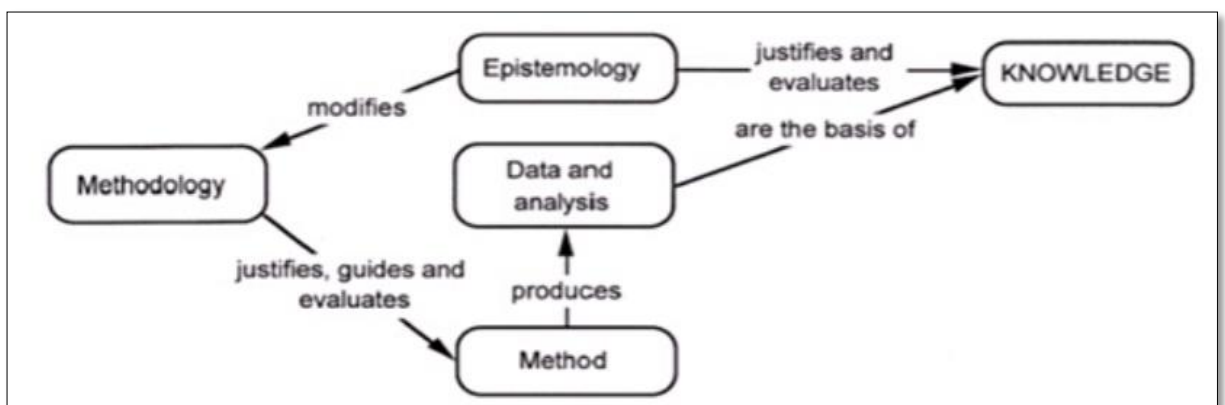 Epistemology
justifies and
evaluates
KNOWLEDGE
modifies
are the basis of
Methodology
Data and
analysis
justifies, guides and
evaluates
produces
Method